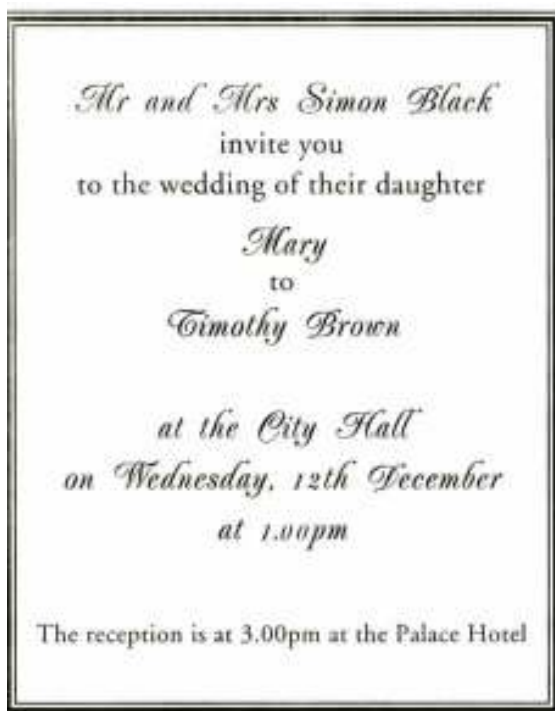 Mr and Mrs Simon Black
invite you
to the wedding of their daughter
Mary
to
Timothy Brown
at the City Hall
on Wednesday, 12th December
at 1.00pm
The reception is at 3.00pm at the Palace Hotel